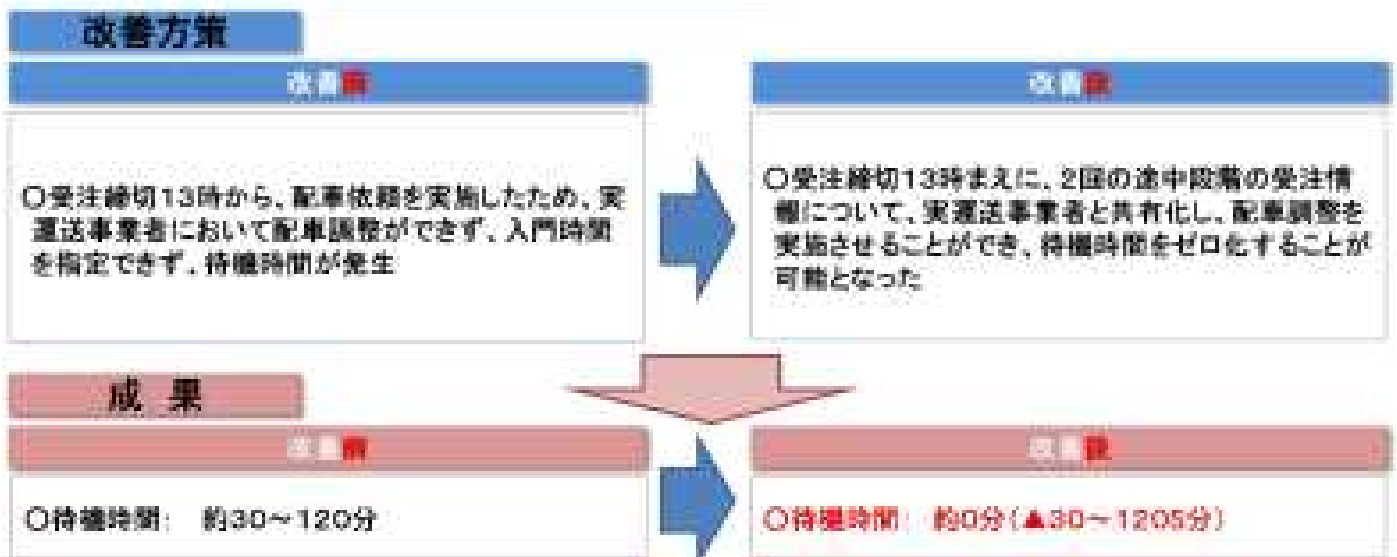 改善方策
改善前
改善後
〇受注締切13時から、配車依頼を実施したため、実
運送事業者において配車調整ができず、入門時間
を指定できず、待機時間が発生
〇受注締切13時まえに、2回の途中段階の受注情
報について、実運送事業者と共有化し、配車調整を
実施させることができ、待機時間をゼロ化することが
可能となった
成 果
改善前
改善後
〇待機時間: 約30~120分
〇待機時間: 約0分(▲30~1205分)